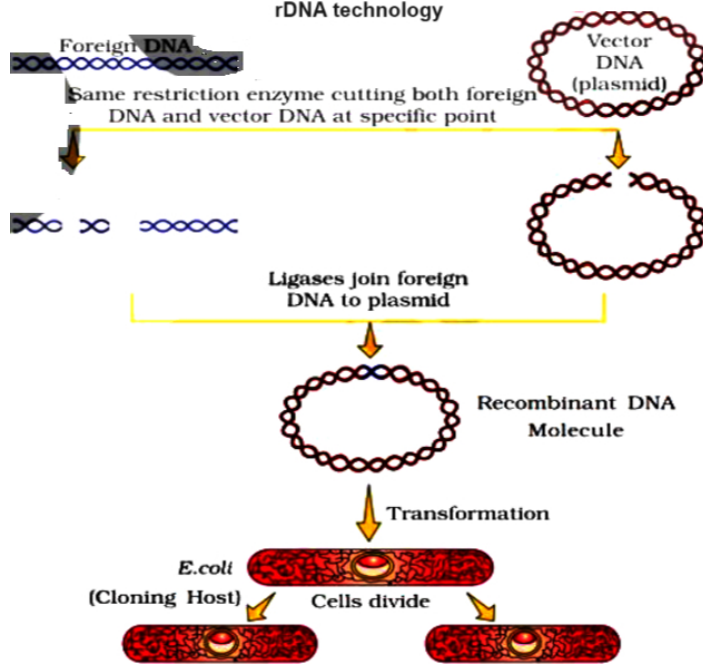 rDNA technology
Foreign DNA
Vector
DNA
(plasmid)
Same restriction enzyme cutting both foreign
DNA and vector DNA at specific point
Ligases join foreign
DNA to plasmid
Recombinant DNA
Molecule
Transformation
E.coli
(Cloning Host)
Cells divide